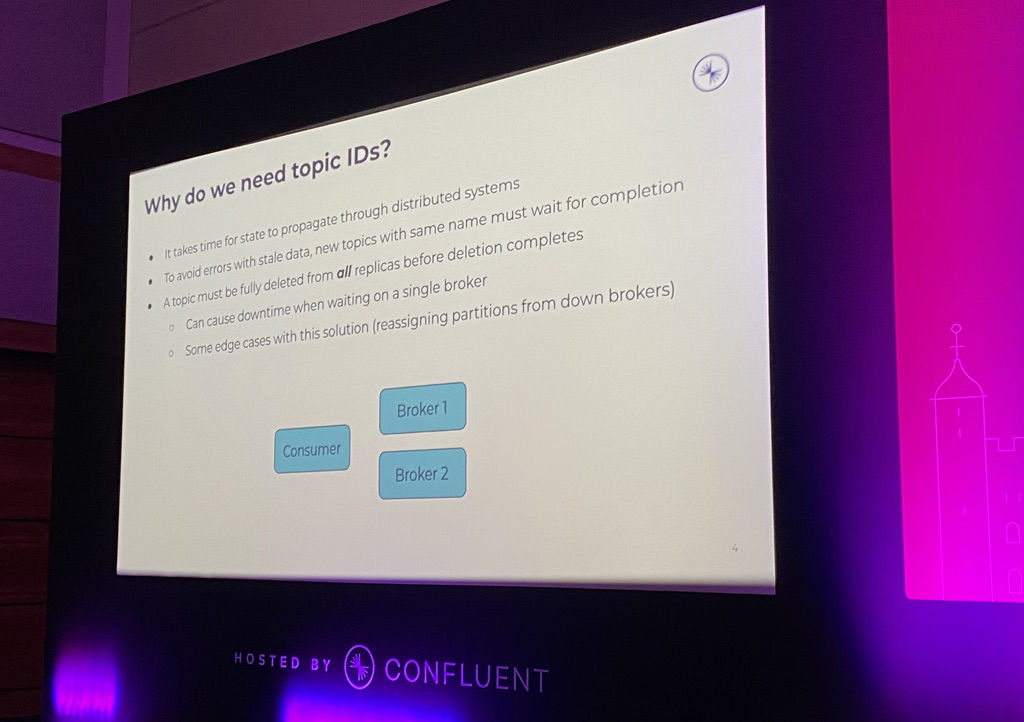 Why do we need topic IDs?
• It takes time for state to propagate through distributed systems
• To avoid errors with stale data, new topics with same name must wait for completion
• A topic must be fully deleted from all replicas before deletion completes
○ Can cause downtime when waiting on a single broker
○ Some edge cases with this solution (reassigning partitions from down brokers)
Broker 1
Consumer
Broker 2
4
HOSTED BY CONFLUENT